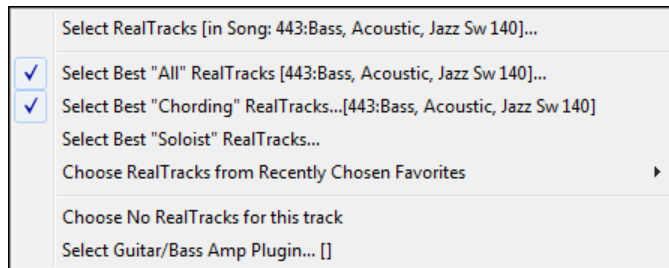 Select RealTracks [in Song: 443:Bass, Acoustic, Jazz Sw 140]...
Select Best "All" RealTracks [443:Bass, Acoustic, Jazz Sw 140]...
Select Best "Chording" RealTracks...[443:Bass, Acoustic, Jazz Sw 140]
Select Best "Soloist" RealTracks...
Choose RealTracks from Recently Chosen Favorites
Choose No RealTracks for this track
Select Guitar/Bass Amp Plugin... []